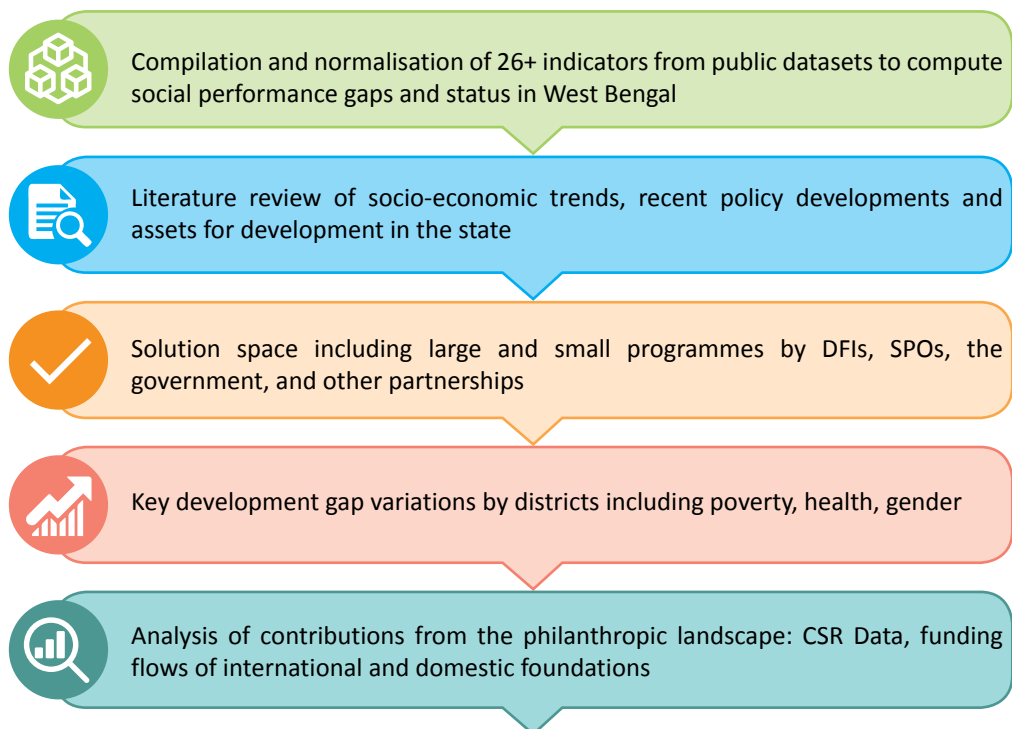 Compilation and normalisation of 26+ indicators from public datasets to compute
social performance gaps and status in West Bengal
Literature review of socio-economic trends, recent policy developments and
assets for development in the state
Solution space including large and small programmes by DFIs, SPOs, the
government, and other partnerships
Key development gap variations by districts including poverty, health, gender
Analysis of contributions from the philanthropic landscape: CSR Data, funding
flows of international and domestic foundations